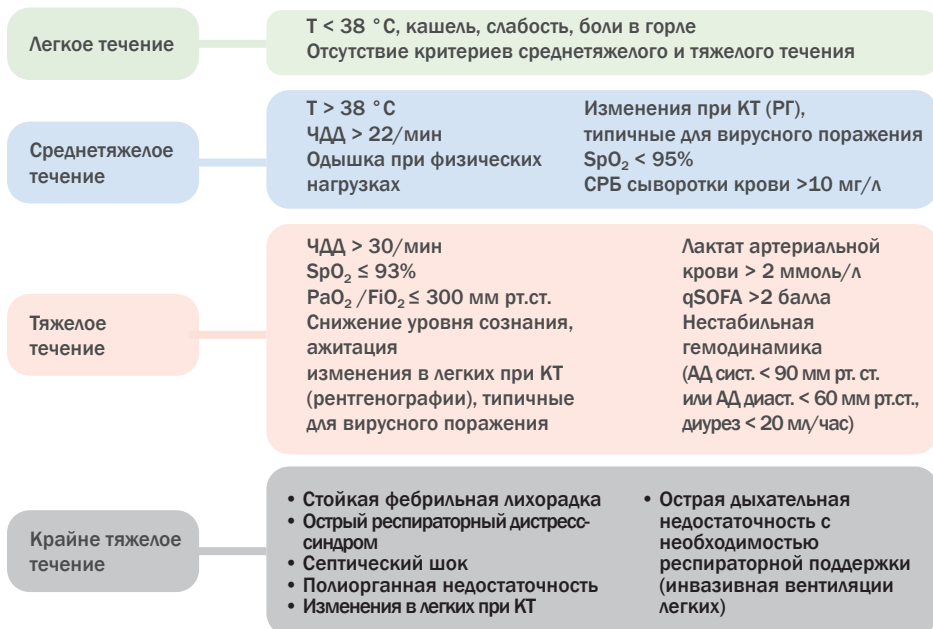 Легкое течение
Т < 38 °С, кашель, слабость, боли в горле
Отсутствие критериев среднетяжелого и тяжелого течения
Среднетяжелое
течение
Т > 38 °С
ЧДД > 22/мин
Одышка при физических
нагрузках
Изменения при КТ (РГ),
типичные для вирусного поражения
SpO₂ < 95%
СРБ сыворотки крови >10 мг/л
Тяжелое
течение
ЧДД > 30/мин
SpO₂ ≤ 93%
PaO₂ /FiO₂ ≤ 300 мм рт.ст.
Снижение уровня сознания,
ажитация
изменения в легких при КТ
(рентгенографии), типичные
для вирусного поражения
Лактат артериальной
крови > 2 ммоль/л
qSOFA >2 балла
Нестабильная
гемодинамика
(АД сист. < 90 мм рт. ст.
или АД диаст. < 60 мм рт.ст.,
диурез < 20 мл/час)
Крайне тяжелое
течение
• Стойкая фебрильная лихорадка
• Острый респираторный дистресс-
синдром
• Септический шок
• Полиорганная недостаточность
• Изменения в легких при КТ
• Острая дыхательная
недостаточность с
необходимостью
респираторной поддержки
(инвазивная вентиляции
легких)